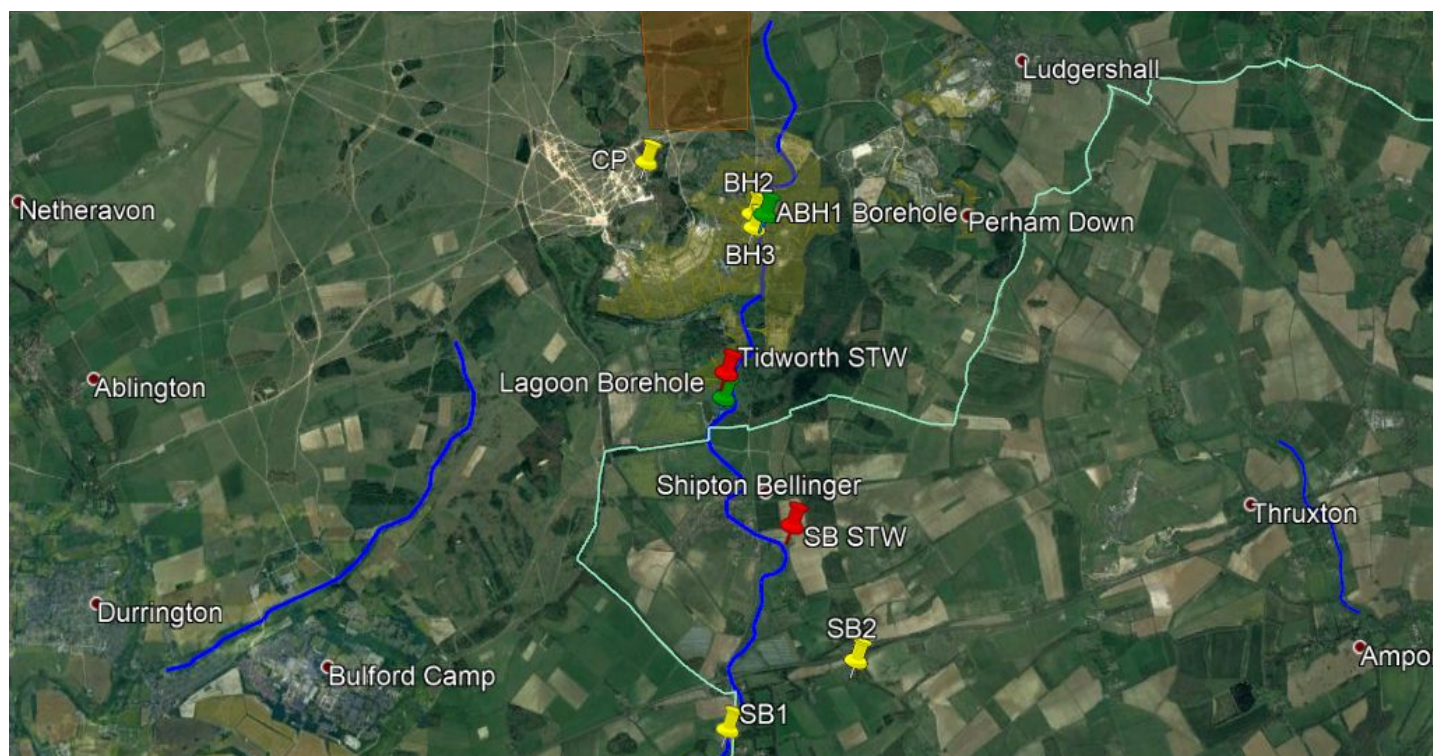 Ludgershall
CP
BH2
Netheravon
ABH1 Borehole
Perham Down
BH3
Tidworth STW
Lagoon Borehole
Ablington
Shipton Bellinger
Thruxton
SB STW
Durrington
SB2
Bulford Camp
Ampo
SB1